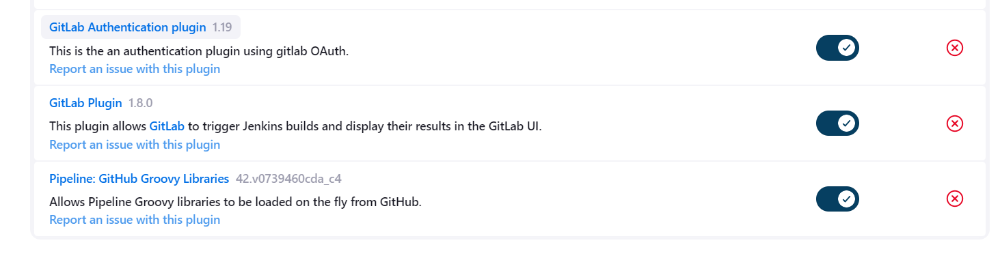 GitLab Authentication plugin 1.19
This is the an authentication plugin using gitlab OAuth.
Report an issue with this plugin
GitLab Plugin 1.8.0
This plugin allows GitLab to trigger Jenkins builds and display their results in the GitLab UI.
Report an issue with this plugin
Pipeline: GitHub Groovy Libraries 42.v0739460cda_c4
Allows Pipeline Groovy libraries to be loaded on the fly from GitHub.
Report an issue with this plugin